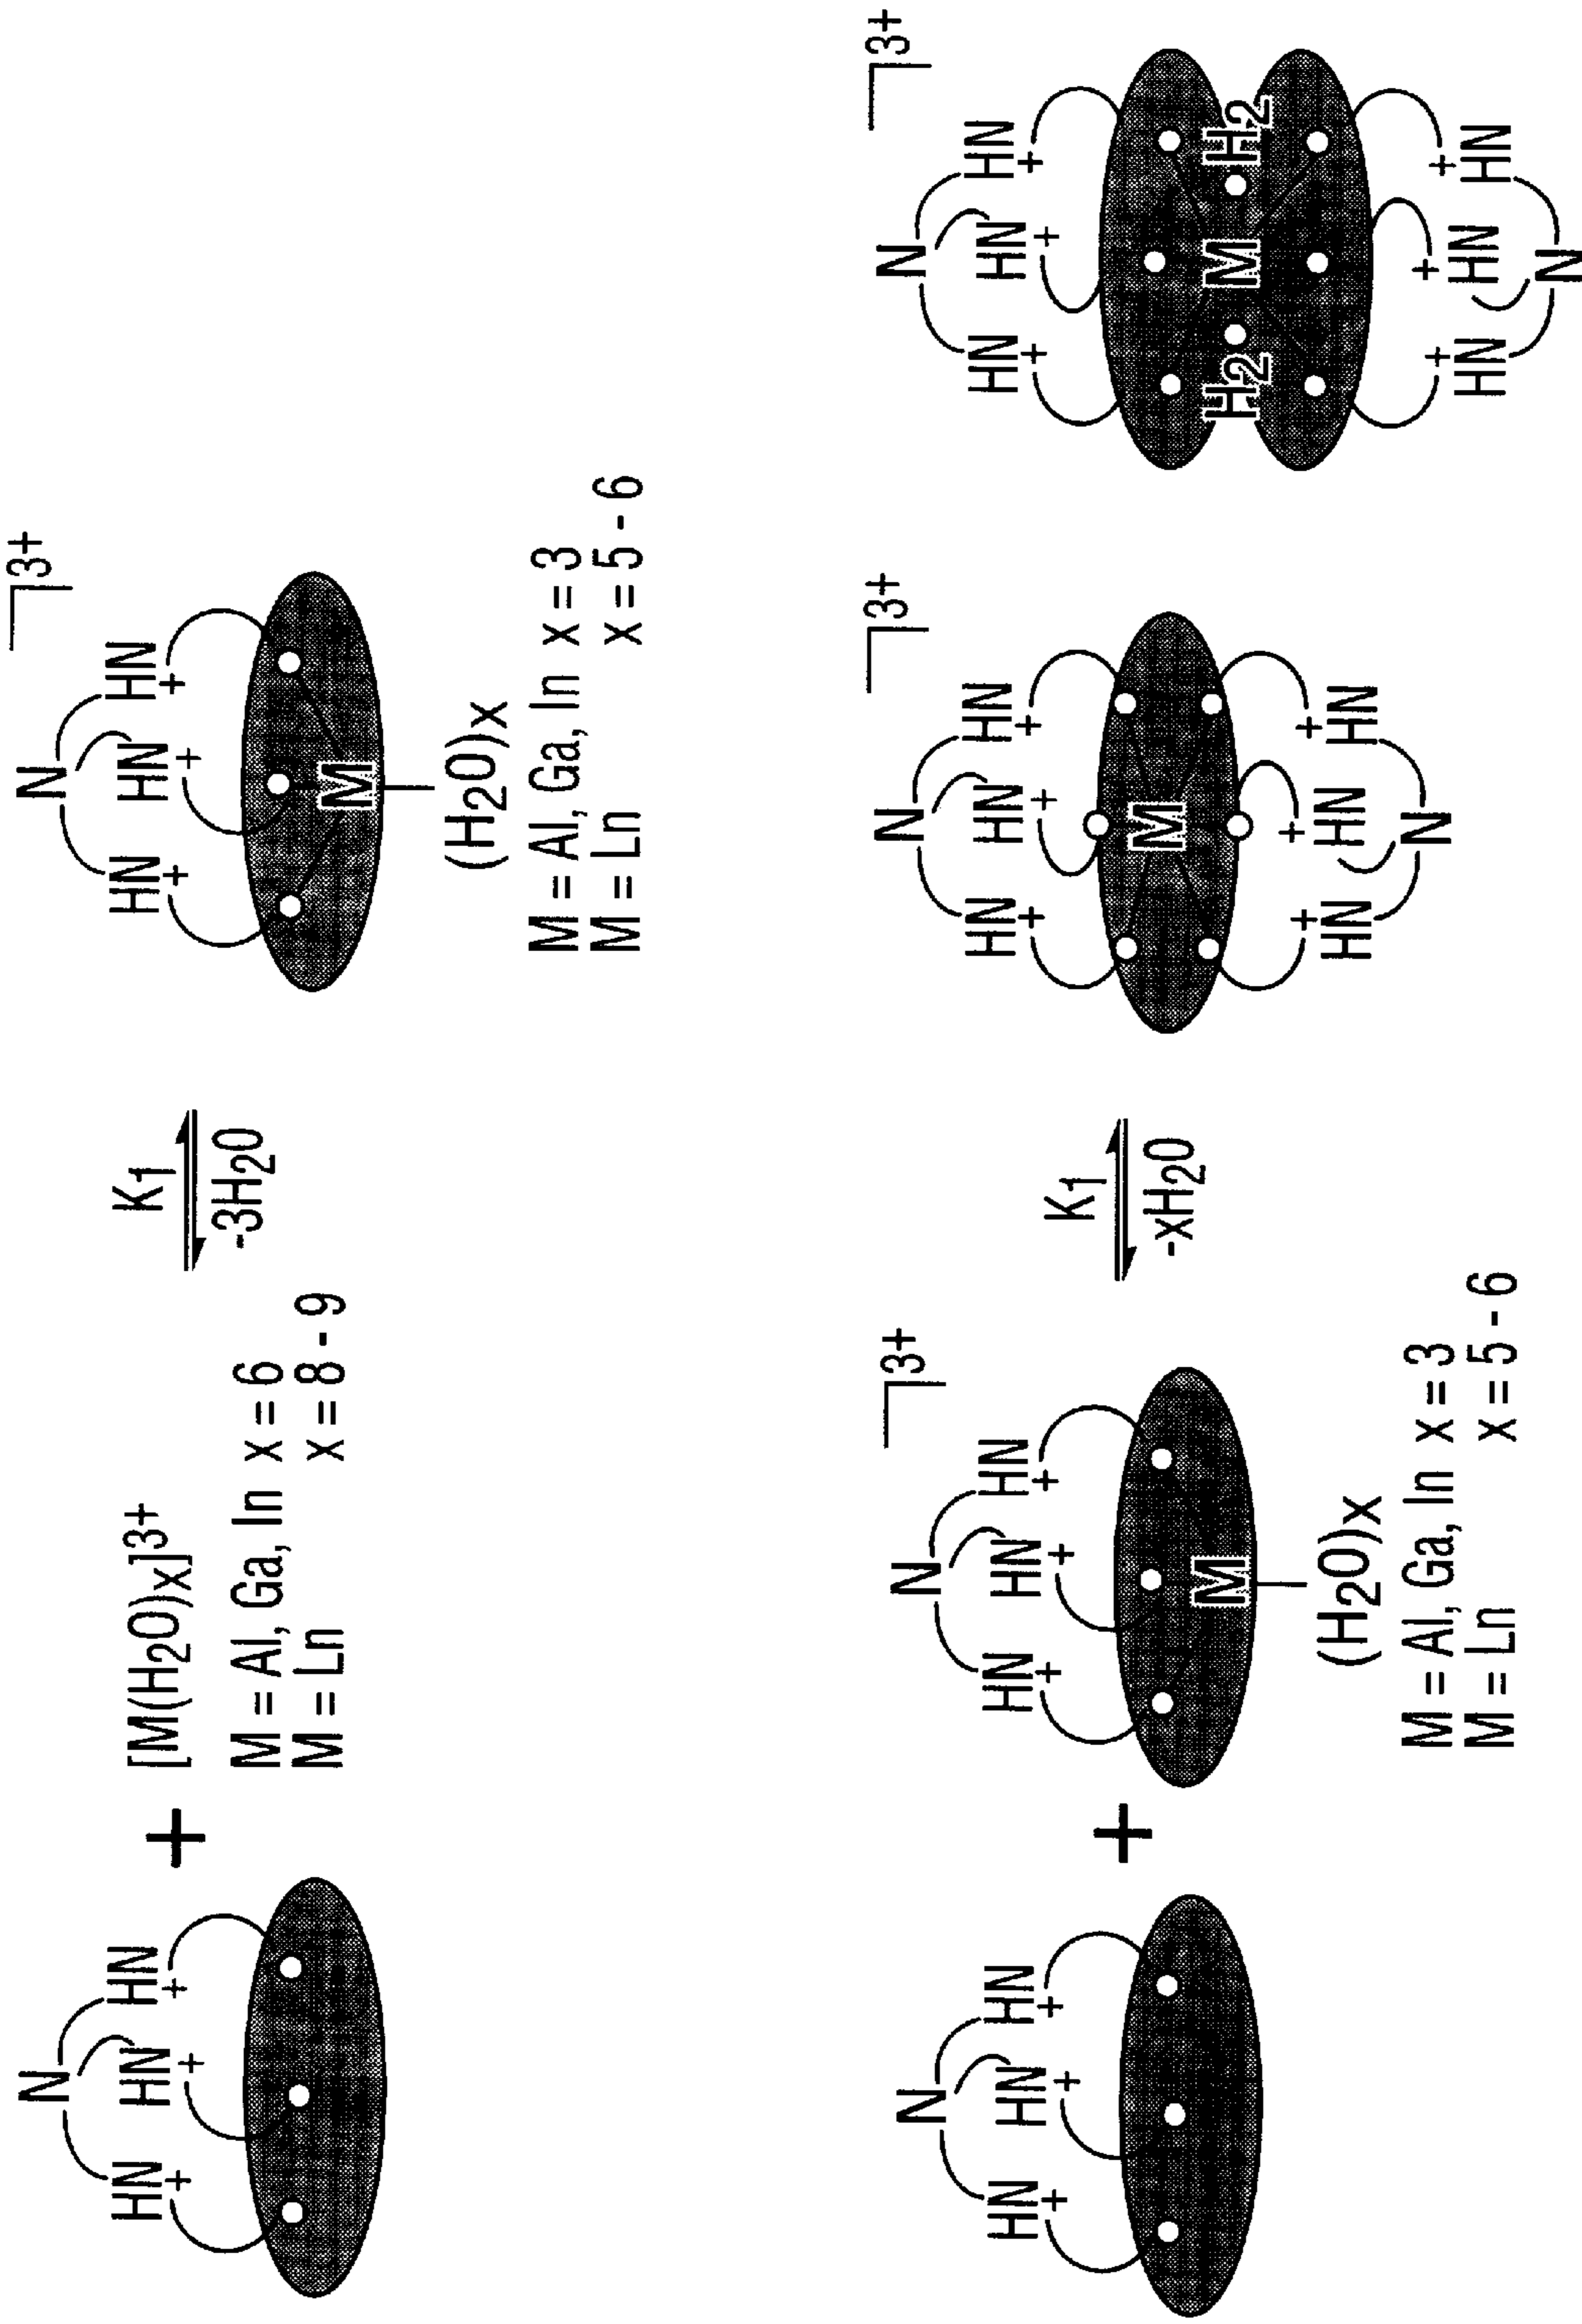 N
HN+ HN+ HN+
+
[M(H2O)x]3+
M = Al, Ga, In x = 6
M = Ln x = 8 - 9
K1
-3H2O
3+
N
HN+ HN+ HN+
M
(H2O)x
M = Al, Ga, In x = 3
M = Ln x = 5 - 6
N
HN+ HN+ HN+
+
3+
N
HN+ HN+ HN+
M
(H2O)x
M = Al, Ga, In x = 3
M = Ln x = 5 - 6
K1
-xH2O
3+
N
HN+ HN+ HN+
M
+HN +HN +HN
N
3+
N
HN+ HN+ HN+
H2 M H2
+HN +HN +HN
N